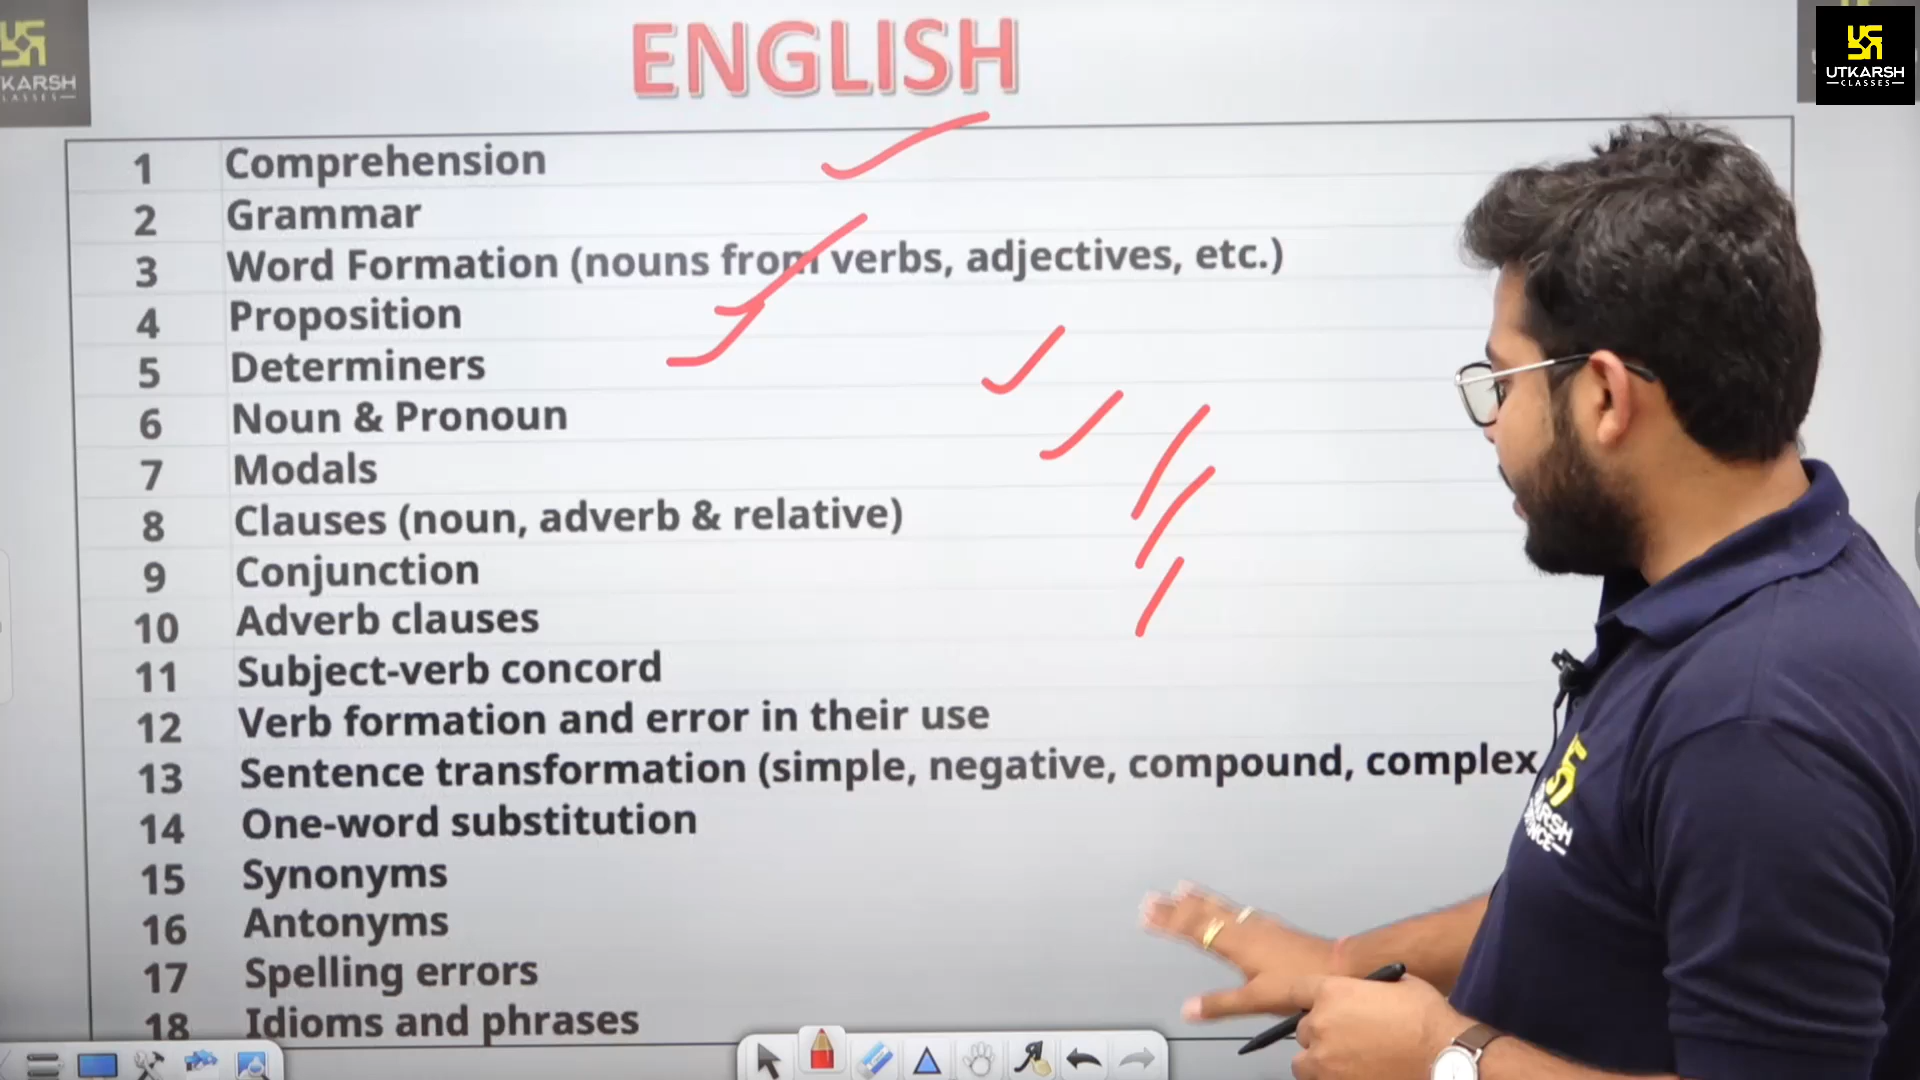 ENGLISH
UTKARSH
CLASSES
TKARSH
LASSES
1 Comprehension
2 Grammar
3 Word Formation (nouns from verbs, adjectives, etc.)
4 Proposition
5 Determiners
6 Noun & Pronoun
7 Modals
8 Clauses (noun, adverb & relative)
9 Conjunction
10 Adverb clauses
11 Subject-verb concord
12 Verb formation and error in their use
13 Sentence transformation (simple, negative, compound, complex,
14 One-word substitution
15 Synonyms
16 Antonyms
17 Spelling errors
18 Idioms and phrases